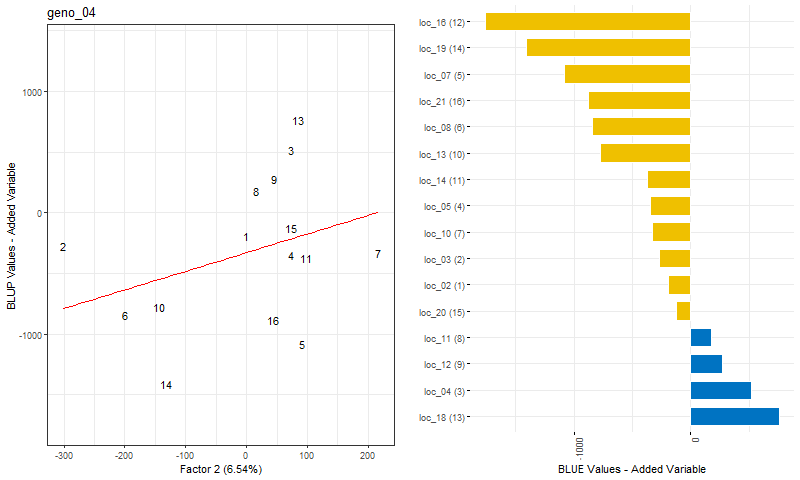 geno_04
BLUP Values - Added Variable
1000
0
-1000
13
3
9
8
15
1
2
4
11
7
10
6
16
5
14
-300
-200
-100
0
100
200
Factor 2 (6.54%)
loc_16 (12)
loc_19 (14)
loc_07 (5)
loc_21 (16)
loc_08 (6)
loc_13 (10)
loc_14 (11)
loc_05 (4)
loc_10 (7)
loc_03 (2)
loc_02 (1)
loc_20 (15)
loc_11 (8)
loc_12 (9)
loc_04 (3)
loc_18 (13)
-1000
0
BLUE Values - Added Variable